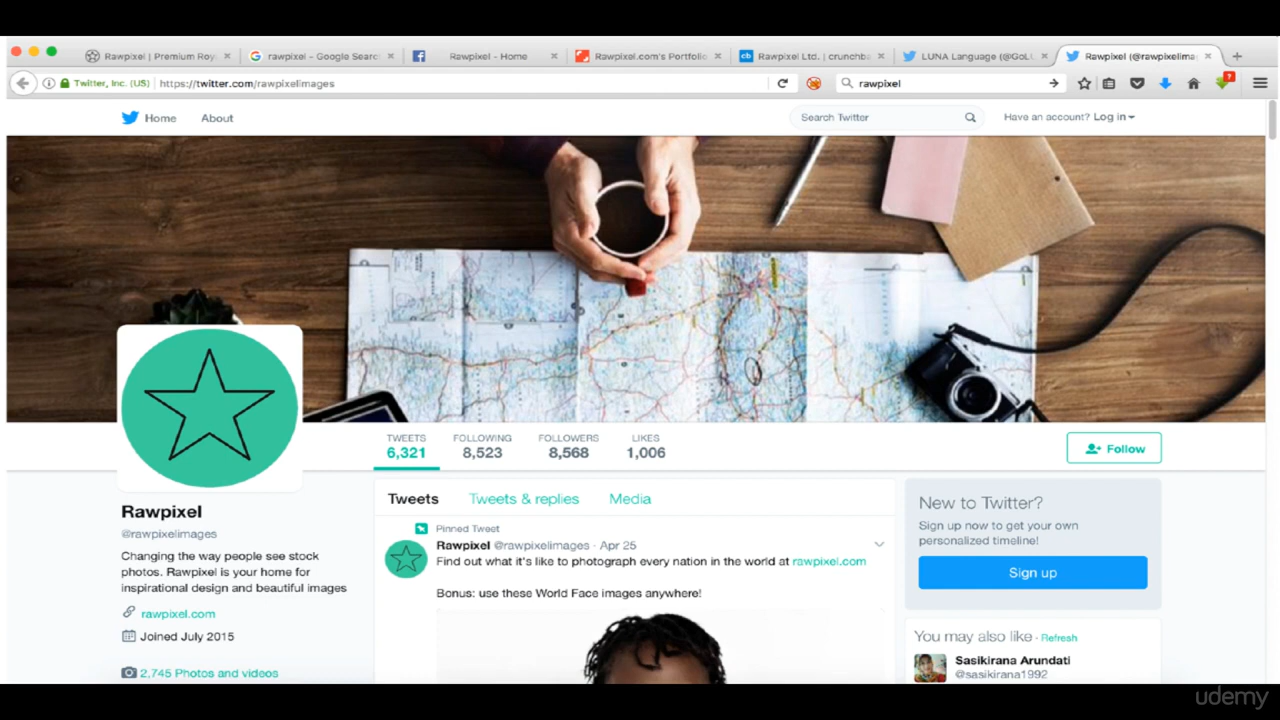 Rawpixel | Premium Roy
rawpixel - Google Searc
Rawpixel - Home
Rawpixel.com's Portfolio
Rawpixel Ltd. | crunchba
LUNA Language (@GoLU
Rawpixel (@rawpixelima
Twitter, Inc. (US)
https://twitter.com/rawpixelimages
rawpixel
Home
About
Search Twitter
Have an account? Log in
TWEETS
6,321
FOLLOWING
8,523
FOLLOWERS
8,568
LIKES
1,006
Follow
Rawpixel
@rawpixelimages
Changing the way people see stock
photos. Rawpixel is your home for
inspirational design and beautiful images
rawpixel.com
Joined July 2015
2,745 Photos and videos
Tweets
Tweets & replies
Media
Pinned Tweet
Rawpixel @rawpixelimages · Apr 25
Find out what it's like to photograph every nation in the world at rawpixel.com
Bonus: use these World Face images anywhere!
New to Twitter?
Sign up now to get your own
personalized timeline!
Sign up
You may also like · Refresh
Sasikirana Arundati
@sasikirana1992
udemy